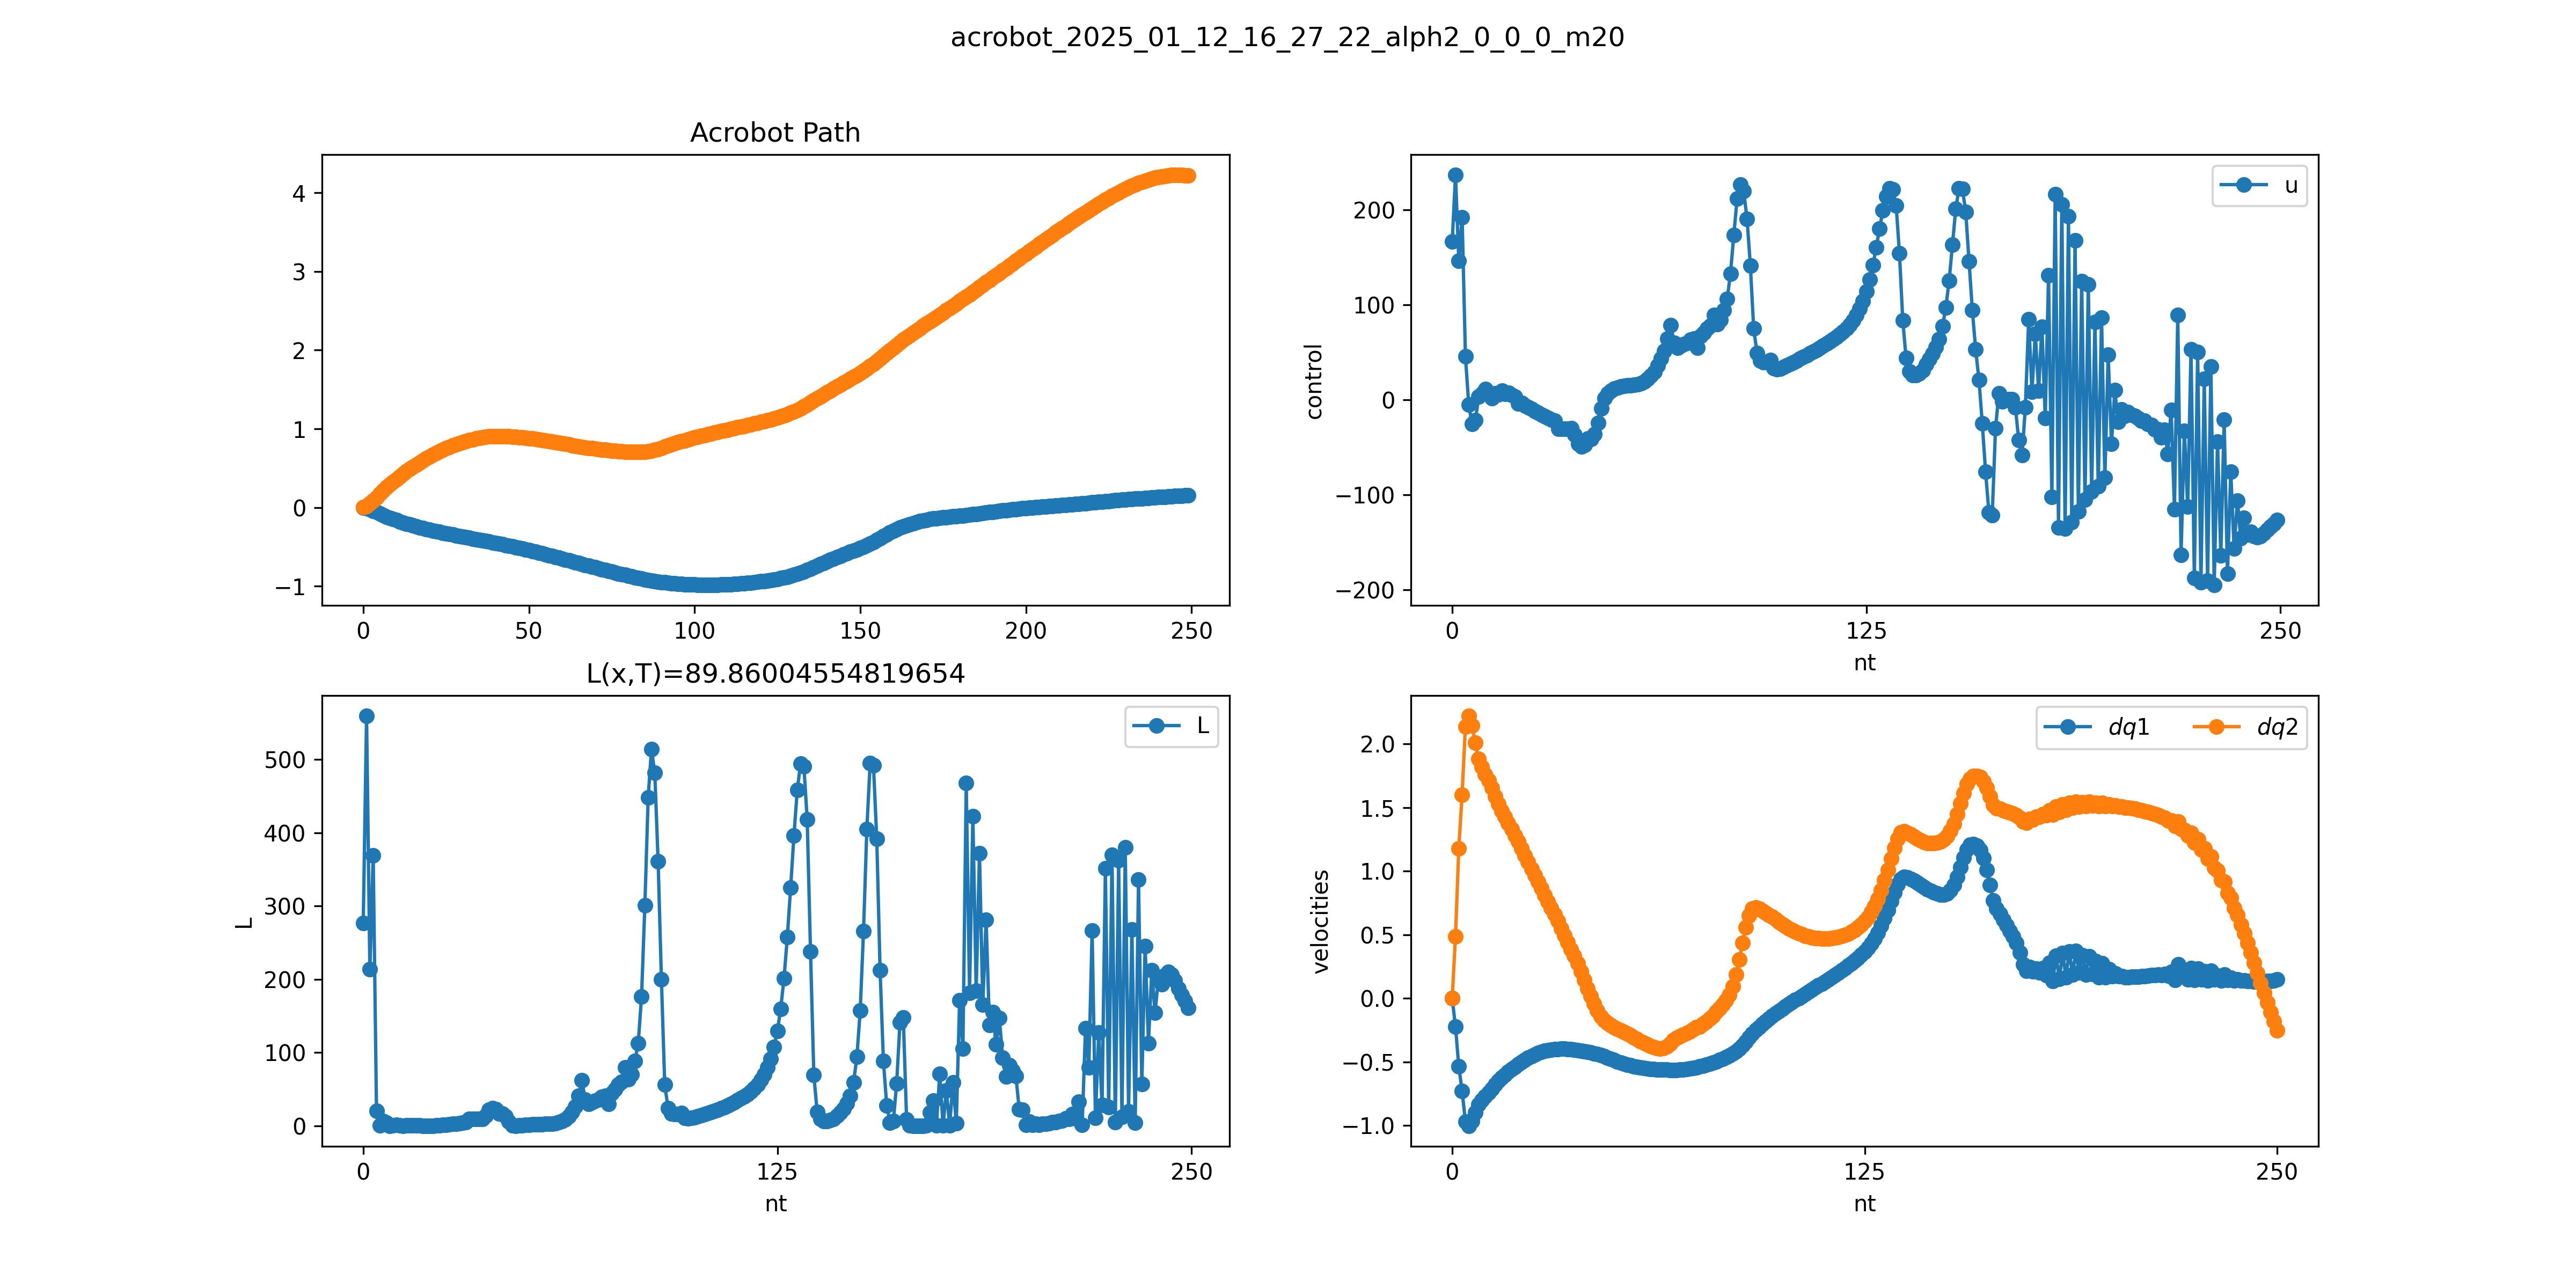 acrobot_2025_01_12_16_27_22_alph2_0_0_0_m20
Acrobot Path
4
3
2
1
0
−1
0 50 100 150 200 250
u
control
200
100
0
−100
−200
0 125 250
nt
L(x,T)=89.86004554819654
L
L
500
400
300
200
100
0
0 125 250
nt
dq1 dq2
velocities
2.0
1.5
1.0
0.5
0.0
−0.5
−1.0
0 125 250
nt